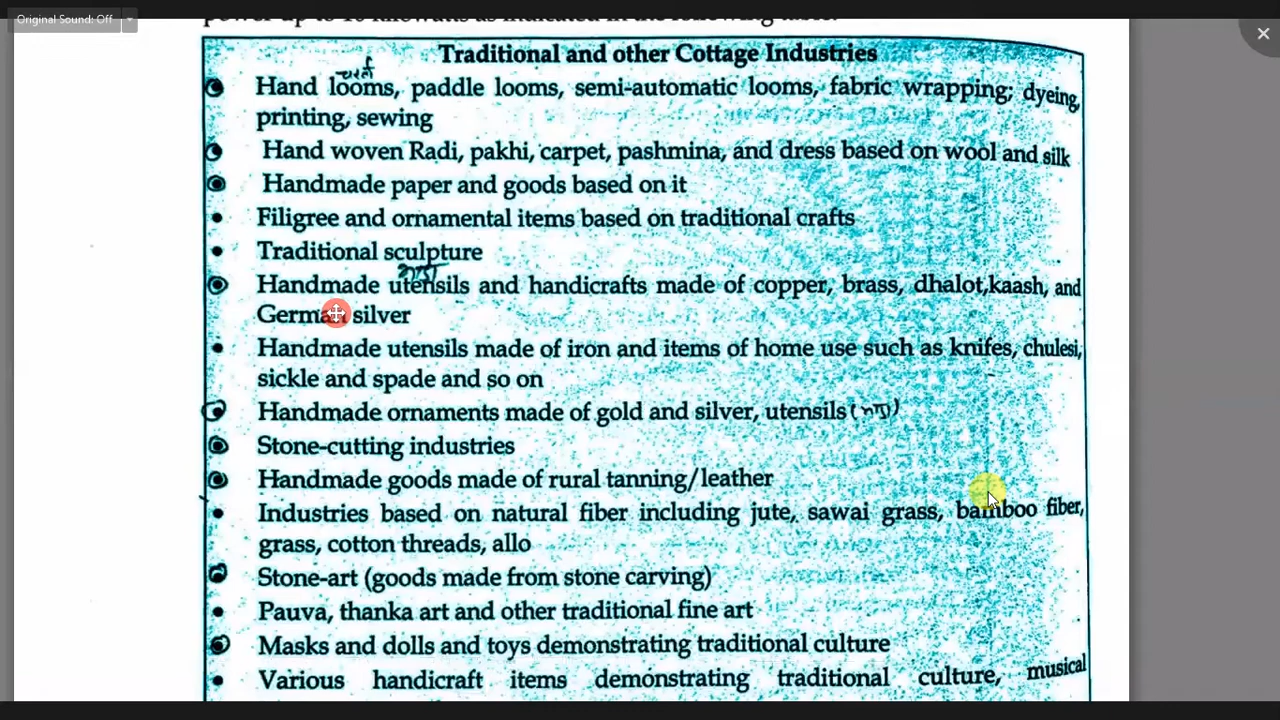 Original Sound: Off
Traditional and other Cottage Industries
Hand looms, paddle looms, semi-automatic looms, fabric wrapping; dyeing,
printing, sewing
Hand woven Radi, pakhi, carpet, pashmina, and dress based on wool and silk
Handmade paper and goods based on it
Filigree and ornamental items based on traditional crafts
Traditional sculpture
Handmade utensils and handicrafts made of copper, brass, dhalot,kaash, and
German silver
Handmade utensils made of iron and items of home use such as knifes, chulesi,
sickle and spade and so on
Handmade ornaments made of gold and silver, utensils
Stone-cutting industries
Handmade goods made of rural tanning/leather
Industries based on natural fiber including jute, sawai grass, bamboo fiber,
grass, cotton threads, allo
Stone-art (goods made from stone carving)
Pauva, thanka art and other traditional fine art
Masks and dolls and toys demonstrating traditional culture
Various handicraft items demonstrating traditional culture, musical